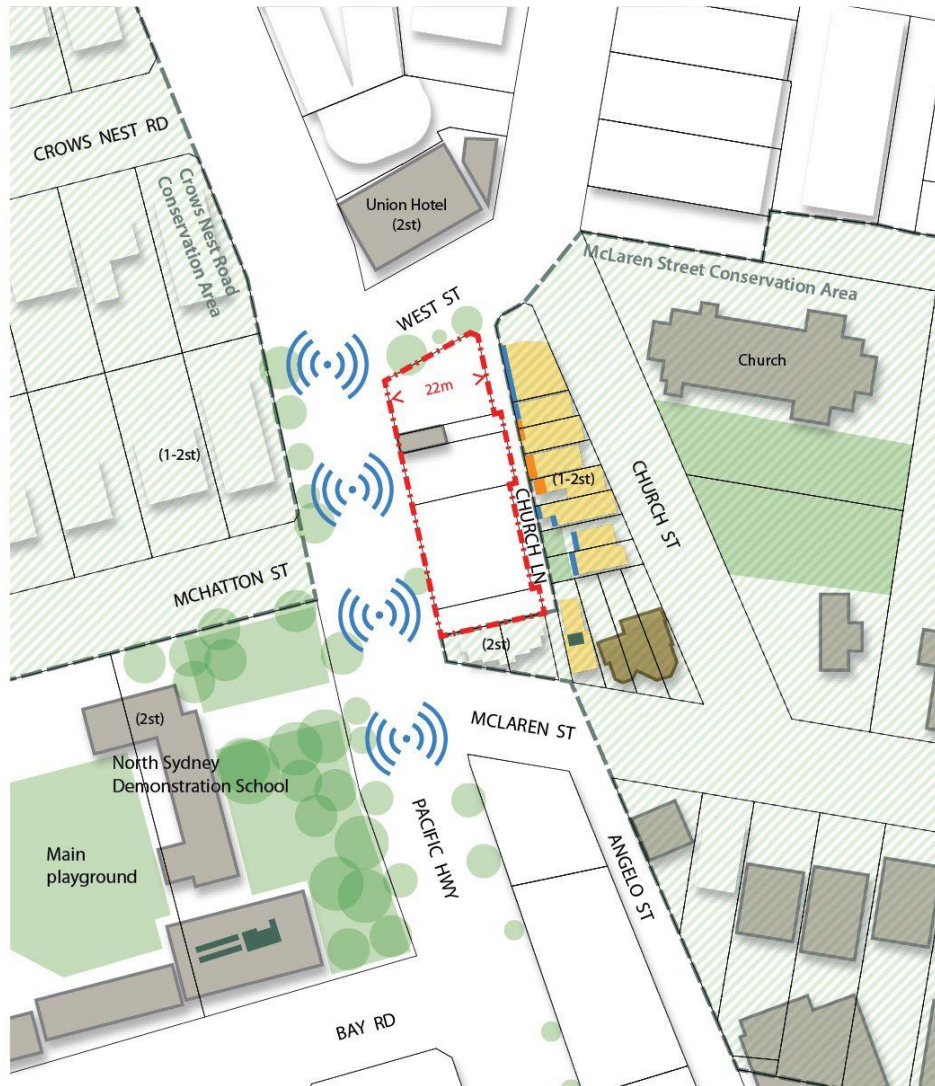 CROWS NEST RD
Crows Nest Road
Conservation Area
Union Hotel
(2st)
McLaren Street Conservation Area
WEST ST
Church
22m
(1-2st)
(1-2st)
CHURCH ST
CHURCH LN
MCHATTON ST
(2st)
(2st)
MCLAREN ST
North Sydney
Demonstration School
Main
playground
PACIFIC HWY
ANGELO ST
BAY RD